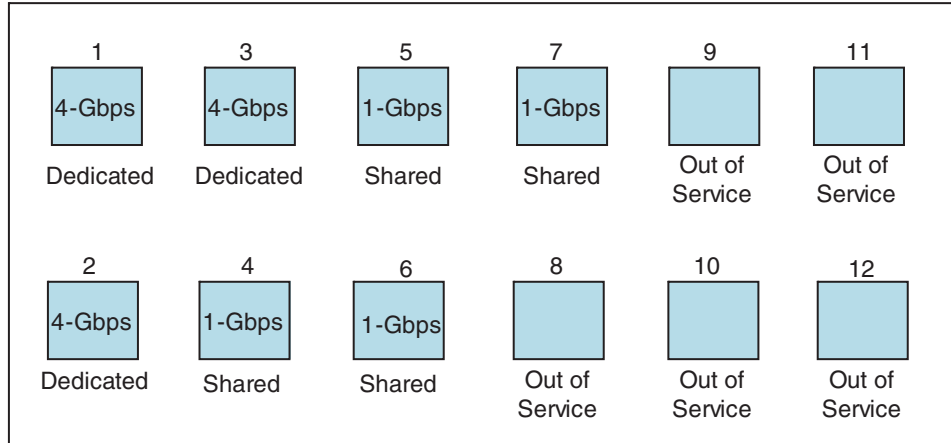 1 3 5 7 9 11
4-Gbps 4-Gbps 1-Gbps 1-Gbps
Dedicated Dedicated Shared Shared Out of Service Out of Service
2 4 6 8 10 12
4-Gbps 1-Gbps 1-Gbps
Dedicated Shared Shared Out of Service Out of Service Out of Service